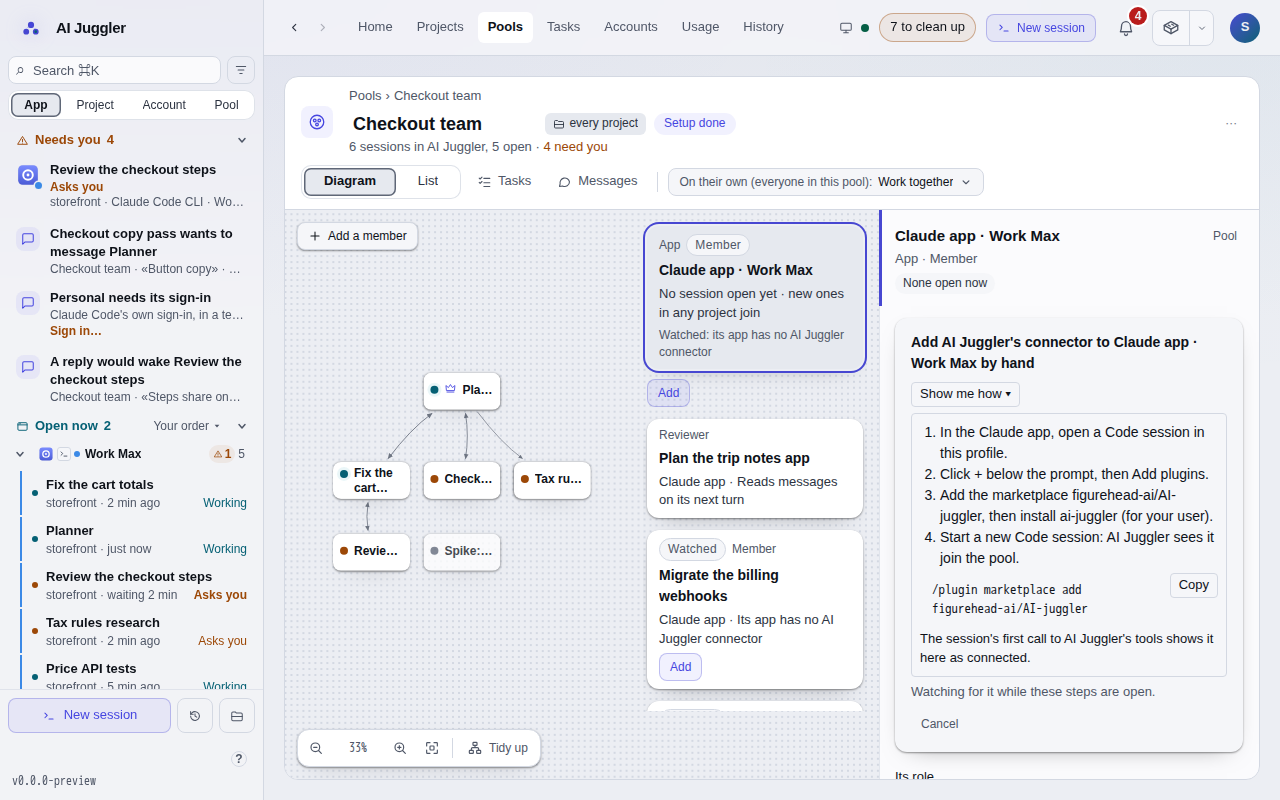 AI Juggler
Search ⌘K
App
Project
Account
Pool
Needs you 4
Review the checkout steps
Asks you
storefront · Claude Code CLI · Wo…
Checkout copy pass wants to
message Planner
Checkout team · «Button copy» · …
Personal needs its sign-in
Claude Code's own sign-in, in a te…
Sign in…
A reply would wake Review the
checkout steps
Checkout team · «Steps share on…
Open now 2
Your order
Work Max
1 5
Fix the cart totals
storefront · 2 min ago
Working
Planner
storefront · just now
Working
Review the checkout steps
storefront · waiting 2 min
Asks you
Tax rules research
storefront · 2 min ago
Asks you
Price API tests
storefront · 5 min ago
Working
New session
?
v0.0.0-preview
Home
Projects
Pools
Tasks
Accounts
Usage
History
7 to clean up
New session
4
S
Pools › Checkout team
Checkout team
every project
Setup done
6 sessions in AI Juggler, 5 open · 4 need you
Diagram
List
Tasks
Messages
On their own (everyone in this pool): Work together
Add a member
Pla…
Fix the
cart…
Check…
Tax ru…
Revie…
Spike:…
33%
Tidy up
App Member
Claude app · Work Max
No session open yet · new ones
in any project join
Watched: its app has no AI Juggler
connector
Add
Reviewer
Plan the trip notes app
Claude app · Reads messages
on its next turn
Watched Member
Migrate the billing
webhooks
Claude app · Its app has no AI
Juggler connector
Add
Claude app · Work Max
Pool
App · Member
None open now
Add AI Juggler's connector to Claude app ·
Work Max by hand
Show me how ▾
1. In the Claude app, open a Code session in
this profile.
2. Click + below the prompt, then Add plugins.
3. Add the marketplace figurehead-ai/AI-
juggler, then install ai-juggler (for your user).
4. Start a new Code session: AI Juggler sees it
join the pool.
Copy
/plugin marketplace add
figurehead-ai/AI-juggler
The session's first call to AI Juggler's tools shows it
here as connected.
Watching for it while these steps are open.
Cancel
Its role